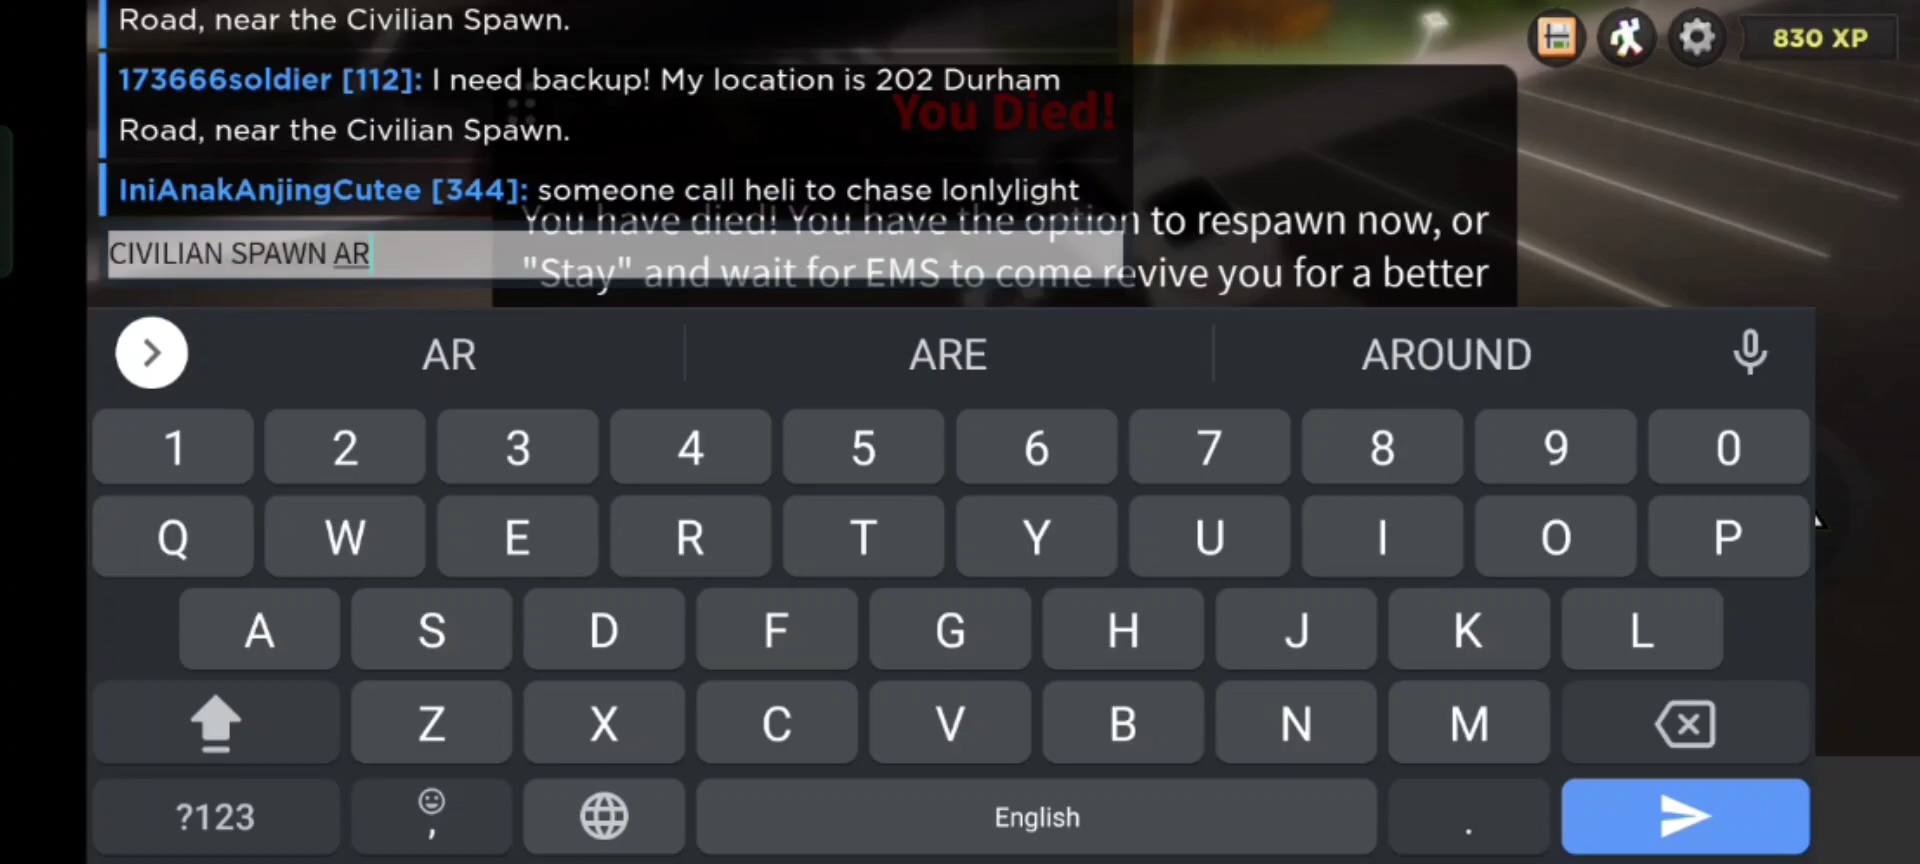 Road, near the Civilian Spawn.
830 XP
173666soldier [112]: I need backup! My location is 202 Durham
Road, near the Civilian Spawn.
You Died!
IniAnakAnjingCutee [344]: someone call heli to chase lonlylight
You have died! You have the option to respawn now, or
"Stay" and wait for EMS to come revive you for a better
CIVILIAN SPAWN AR
AR ARE AROUND
1 2 3 4 5 6 7 8 9 0
Q W E R T Y U I O P
A S D F G H J K L
Z X C V B N M
?123 , English .